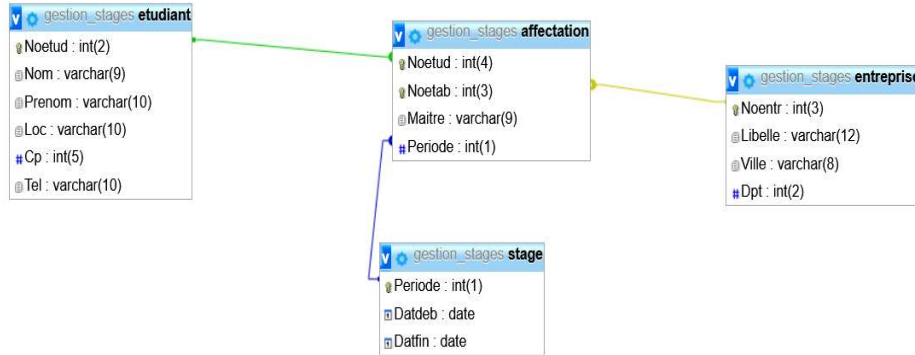 gestion_stages etudiant
Noetud : int(2)
Nom : varchar(9)
Prenom : varchar(10)
Loc : varchar(10)
Cp : int(5)
Tel : varchar(10)
gestion_stages affectation
Noetud : int(4)
Noetab : int(3)
Maitre : varchar(9)
Periode : int(1)
gestion_stages entreprise
Noentr : int(3)
Libelle : varchar(12)
Ville : varchar(8)
Dpt : int(2)
gestion_stages stage
Periode : int(1)
Datdeb : date
Datfin : date